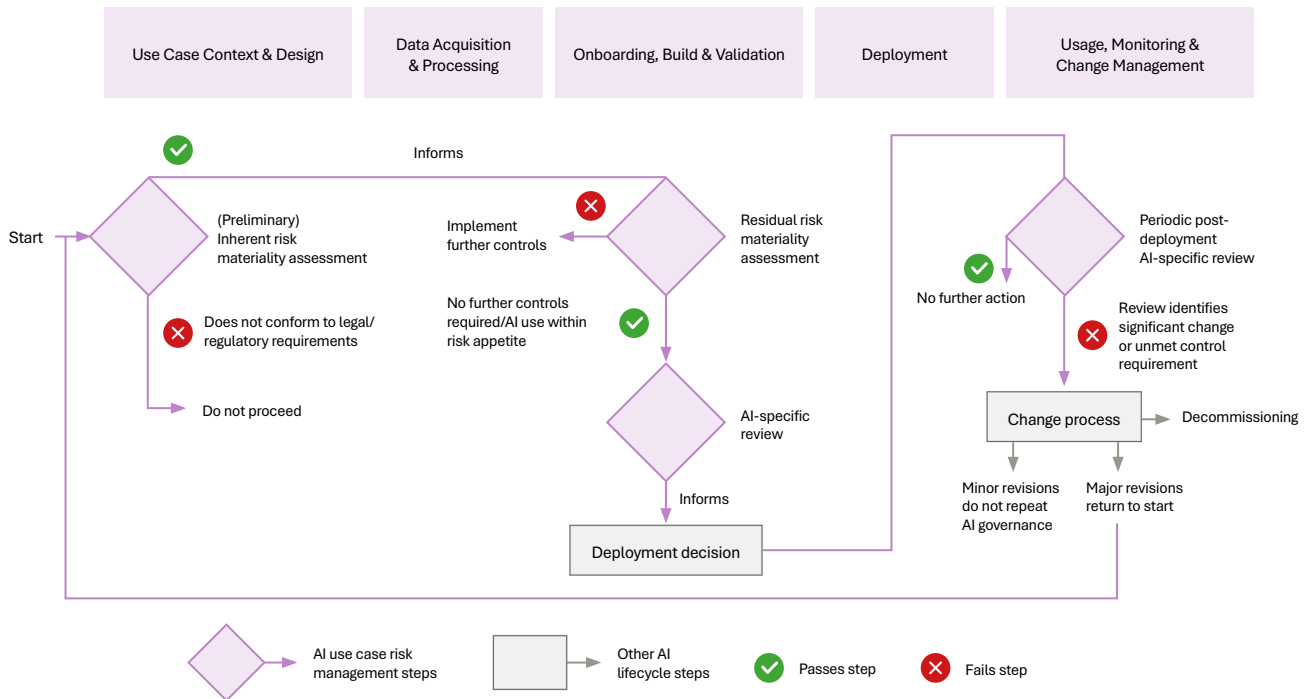 Use Case Context & Design
Data Acquisition
& Processing
Onboarding, Build & Validation
Deployment
Usage, Monitoring &
Change Management
Informs
Start
(Preliminary)
Inherent risk
materiality assessment
Implement
further controls
Residual risk
materiality
assessment
Periodic post-
deployment
AI-specific review
No further action
Does not conform to legal/
regulatory requirements
No further controls
required/AI use within
risk appetite
Review identifies
significant change
or unmet control
requirement
Do not proceed
AI-specific
review
Change process
Decommissioning
Informs
Minor revisions
do not repeat
AI governance
Major revisions
return to start
Deployment decision
AI use case risk
management steps
Other AI
lifecycle steps
Passes step
Fails step